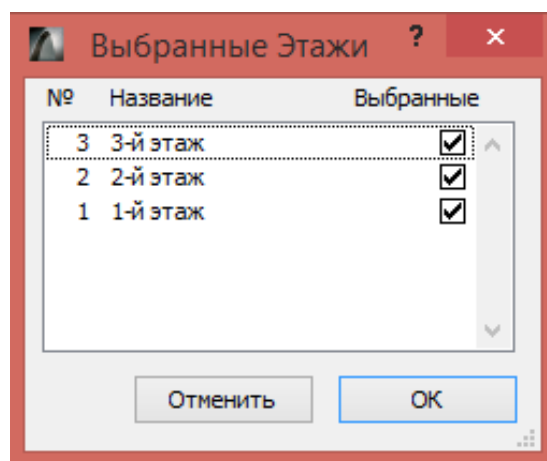 Выбранные Этажи ?
№ Название Выбранные
3 3-й этаж
2 2-й этаж
1 1-й этаж
Отменить OK